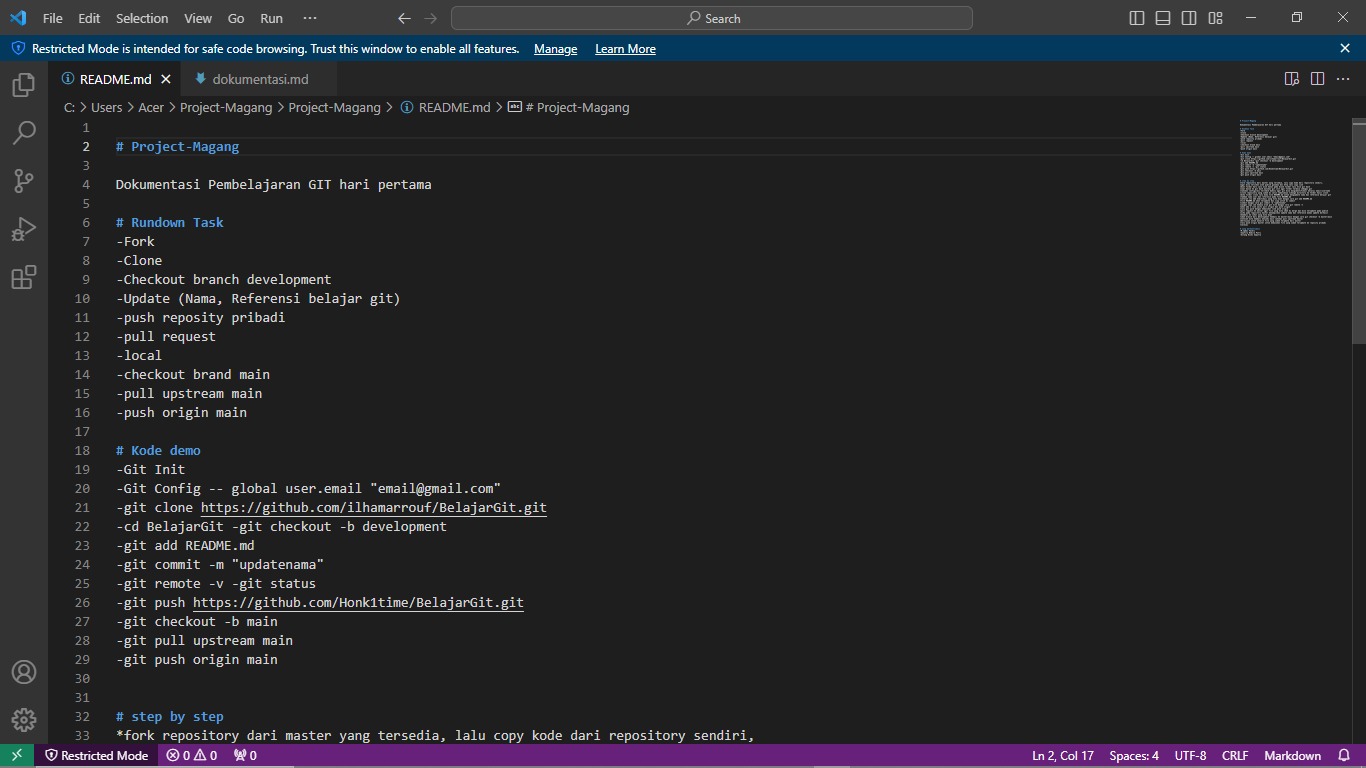 File Edit Selection View Go Run ··· Search
Restricted Mode is intended for safe code browsing. Trust this window to enable all features. Manage Learn More
README.md dokumentasi.md
C: > Users > Acer > Project-Magang > Project-Magang > README.md > # Project-Magang
1
2 # Project-Magang
3
4 Dokumentasi Pembelajaran GIT hari pertama
5
6 # Rundown Task
7 -Fork
8 -Clone
9 -Checkout branch development
10 -Update (Nama, Referensi belajar git)
11 -push reposity pribadi
12 -pull request
13 -local
14 -checkout brand main
15 -pull upstream main
16 -push origin main
17
18 # Kode demo
19 -Git Init
20 -Git Config -- global user.email "email@gmail.com"
21 -git clone https://github.com/ilhamarrouf/BelajarGit.git
22 -cd BelajarGit -git checkout -b development
23 -git add README.md
24 -git commit -m "updatenama"
25 -git remote -v -git status
26 -git push https://github.com/Honk1time/BelajarGit.git
27 -git checkout -b main
28 -git pull upstream main
29 -git push origin main
30
31
32 # step by step
33 *fork repository dari master yang tersedia, lalu copy kode dari repository sendiri,
Restricted Mode 0 0 0 Ln 2, Col 17 Spaces: 4 UTF-8 CRLF Markdown